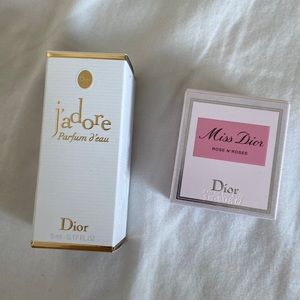 j'adore
Parfum d'eau
Dior
5 ml - 0.17 FL.OZ
Miss Dior
ROSE N'ROSES
Dior